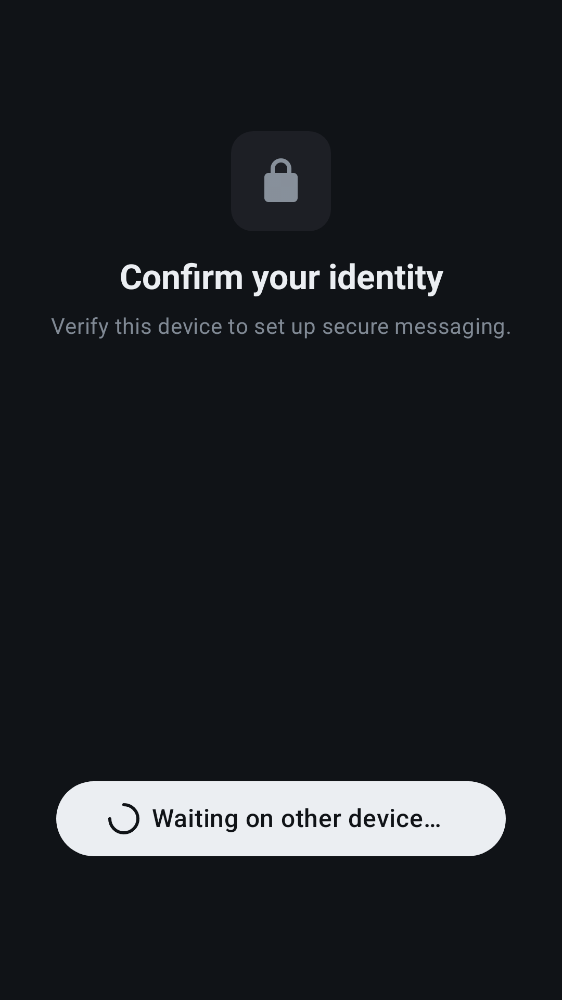 Confirm your identity
Verify this device to set up secure messaging.
Waiting on other device…